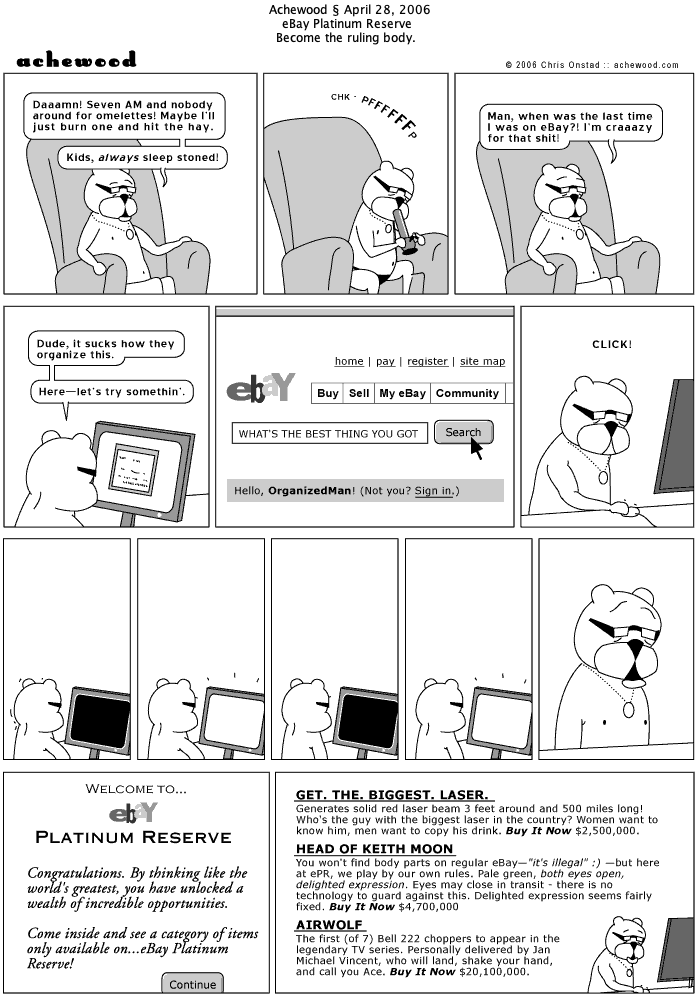 Achewood § April 28, 2006
eBay Platinum Reserve
Become the ruling body.
achewood
© 2006 Chris Onstad :: achewood.com
Daaamn! Seven AM and nobody
around for omelettes! Maybe I'll
just burn one and hit the hay.
Kids, always sleep stoned!
CHK - PFFFFFFP
Man, when was the last time
I was on eBay?! I'm craaazy
for that shit!
Dude, it sucks how they
organize this.
Here—let's try somethin'.
home | pay | register | site map
ebaY
Buy Sell My eBay Community
WHAT'S THE BEST THING YOU GOT
Search
Hello, OrganizedMan! (Not you? Sign in.)
CLICK!
WELCOME TO...
ebaY
PLATINUM RESERVE
Congratulations. By thinking like the
world's greatest, you have unlocked a
wealth of incredible opportunities.
Come inside and see a category of items
only available on...eBay Platinum
Reserve!
Continue
GET. THE. BIGGEST. LASER.
Generates solid red laser beam 3 feet around and 500 miles long!
Who's the guy with the biggest laser in the country? Women want to
know him, men want to copy his drink. Buy It Now $2,500,000.
HEAD OF KEITH MOON
You won't find body parts on regular eBay—"it's illegal" :) —but here
at ePR, we play by our own rules. Pale green, both eyes open,
delighted expression. Eyes may close in transit - there is no
technology to guard against this. Delighted expression seems fairly
fixed. Buy It Now $4,700,000
AIRWOLF
The first (of 7) Bell 222 choppers to appear in the
legendary TV series. Personally delivered by Jan
Michael Vincent, who will land, shake your hand,
and call you Ace. Buy It Now $20,100,000.